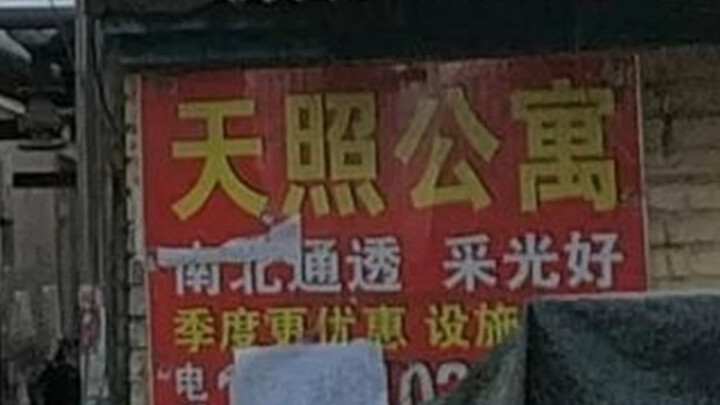 天照公寓
南北通透 采光好
季度更优惠 设施
电